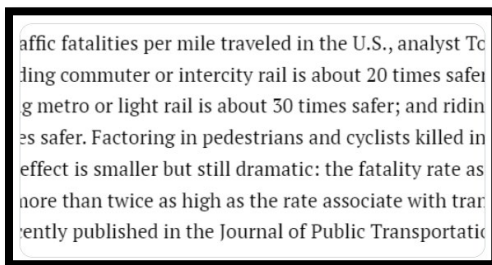 affic fatalities per mile traveled in the U.S., analyst To
ding commuter or intercity rail is about 20 times safer
g metro or light rail is about 30 times safer; and ridin
es safer. Factoring in pedestrians and cyclists killed in
effect is smaller but still dramatic: the fatality rate as
more than twice as high as the rate associate with tran
cently published in the Journal of Public Transportatio